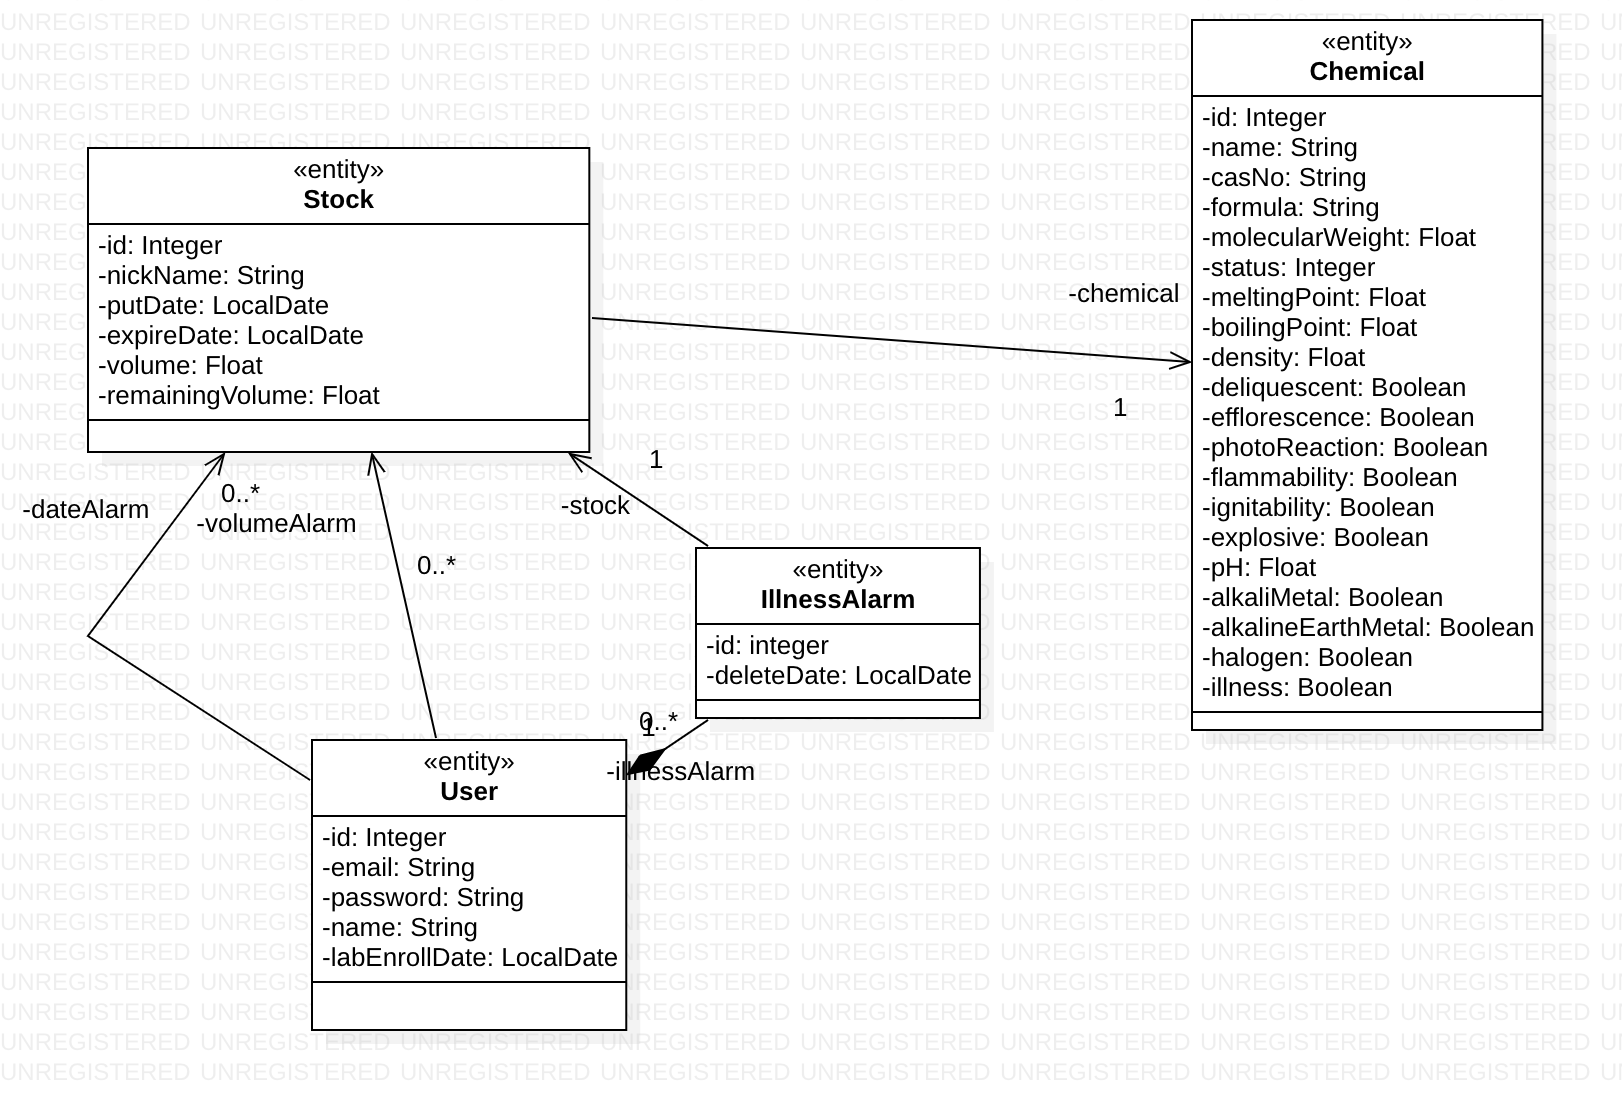 «entity»
Stock
-id: Integer
-nickName: String
-putDate: LocalDate
-expireDate: LocalDate
-volume: Float
-remainingVolume: Float
«entity»
Chemical
-id: Integer
-name: String
-casNo: String
-formula: String
-molecularWeight: Float
-status: Integer
-meltingPoint: Float
-boilingPoint: Float
-density: Float
-deliquescent: Boolean
-efflorescence: Boolean
-photoReaction: Boolean
-flammability: Boolean
-ignitability: Boolean
-explosive: Boolean
-pH: Float
-alkaliMetal: Boolean
-alkalineEarthMetal: Boolean
-halogen: Boolean
-illness: Boolean
-chemical
1
-dateAlarm
0..*
-volumeAlarm
0..*
1
-stock
«entity»
IllnessAlarm
-id: integer
-deleteDate: LocalDate
0..*
1
-illnessAlarm
«entity»
User
-id: Integer
-email: String
-password: String
-name: String
-labEnrollDate: LocalDate
UNREGISTERED